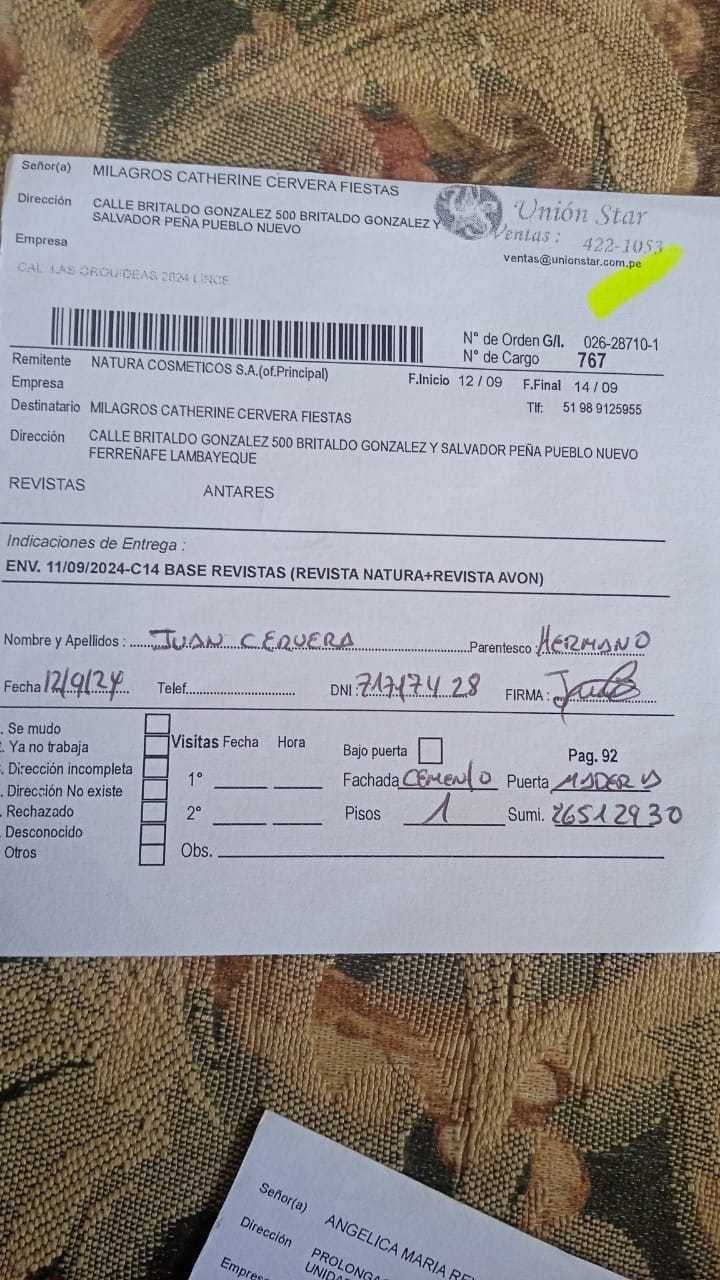 Señor(a) MILAGROS CATHERINE CERVERA FIESTAS
Dirección CALLE BRITALDO GONZALEZ 500 BRITALDO GONZALEZ Y
SALVADOR PEÑA PUEBLO NUEVO
Empresa
Unión Star
Ventas : 422-1053
ventas@unionstar.com.pe
CAL. LAS ORQUIDEAS 2024 LINCE
N° de Orden G/I. 026-28710-1
N° de Cargo 767
Remitente NATURA COSMETICOS S.A.(of.Principal)
Empresa F.Inicio 12 / 09 F.Final 14 / 09
Destinatario MILAGROS CATHERINE CERVERA FIESTAS Tlf: 51 98 9125955
Dirección CALLE BRITALDO GONZALEZ 500 BRITALDO GONZALEZ Y SALVADOR PEÑA PUEBLO NUEVO
FERREÑAFE LAMBAYEQUE
REVISTAS ANTARES
Indicaciones de Entrega :
ENV. 11/09/2024-C14 BASE REVISTAS (REVISTA NATURA+REVISTA AVON)
Nombre y Apellidos : JUAN CERVERA Parentesco : HERMANO
Fecha 12/9/24 Telef. DNI : 71717428 FIRMA :
. Se mudo
. Ya no trabaja
. Dirección incompleta
. Dirección No existe
. Rechazado
Desconocido
Otros
Visitas Fecha Hora
1°
2°
Obs.
Bajo puerta Pag. 92
Fachada CEMENTO Puerta MADERA
Pisos 1 Sumi. 26512930
Señor(a) ANGELICA MARIA
Dirección
Empresa